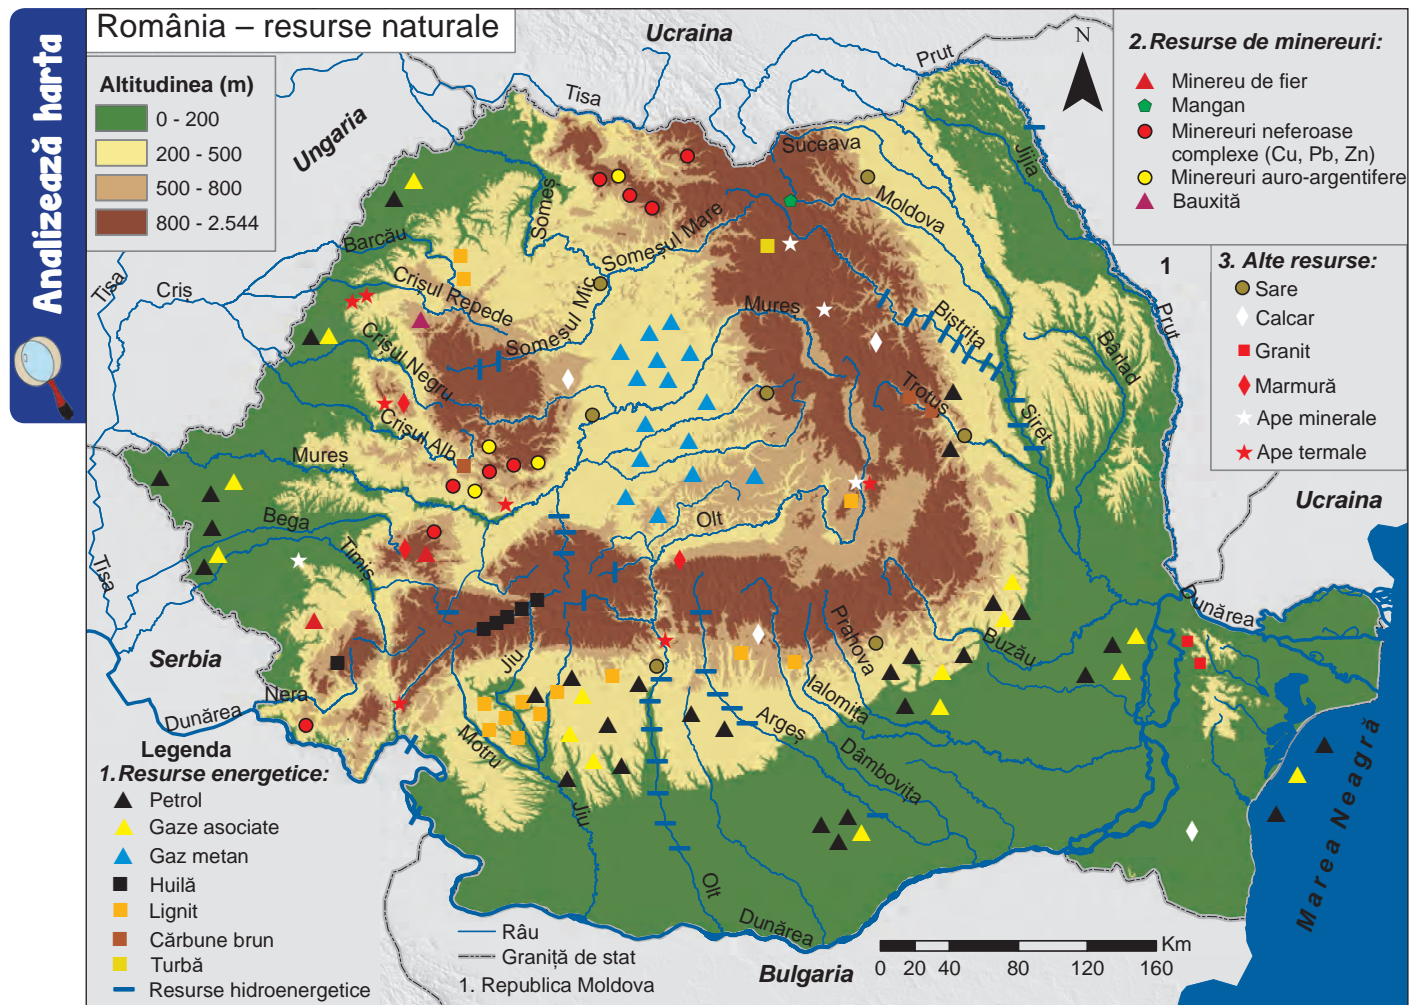 Analizează harta
România – resurse naturale
Altitudinea (m)
0 - 200
200 - 500
500 - 800
800 - 2.544
Ucraina
Ungaria
N
2. Resurse de minereuri:
Minereu de fier
Mangan
Minereuri neferoase
complexe (Cu, Pb, Zn)
Minereuri auro-argentifere
Bauxită
1
3. Alte resurse:
Sare
Calcar
Granit
Marmură
Ape minerale
Ape termale
Ucraina
Tisa
Prut
Suceava
Jijia
Moldova
Someș
Someșul Mare
Barcău
Tisa
Cris
Crișul Repede
Someșul Mic
Mureș
Bistrița
Prut
Bârlad
Crișul Negru
Trotuș
Siret
Crișul Alb
Mureș
Bega
Olt
Timiș
Tisa
Dunărea
Prahova
Buzău
Serbia
Jiu
Nera
Dunărea
Ialomița
Argeș
Motru
Dâmbovița
Jiu
Olt
Dunărea
Marea Neagră
Legenda
1. Resurse energetice:
Petrol
Gaze asociate
Gaz metan
Huilă
Lignit
Cărbune brun
Turbă
Resurse hidroenergetice
Râu
Graniță de stat
1. Republica Moldova
Bulgaria
Km
0 20 40 80 120 160